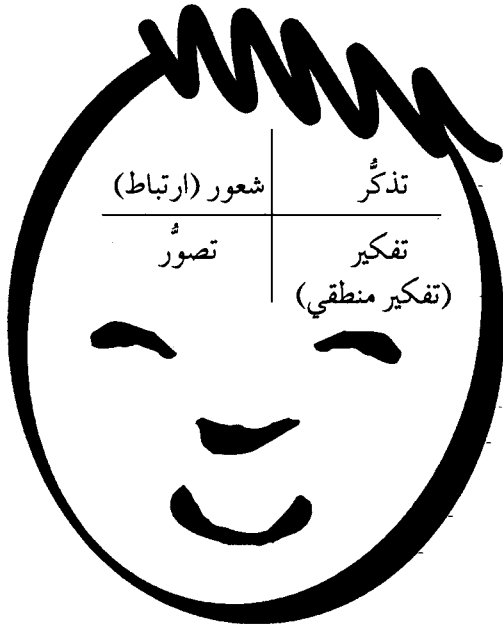 تذكُّر
شعور (ارتباط)
تفكير
(تفكير منطقي)
تصوُّر